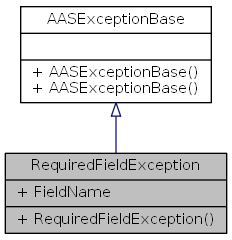 AASExceptionBase
+ AASExceptionBase()
+ AASExceptionBase()
RequiredFieldException
+ FieldName
+ RequiredFieldException()